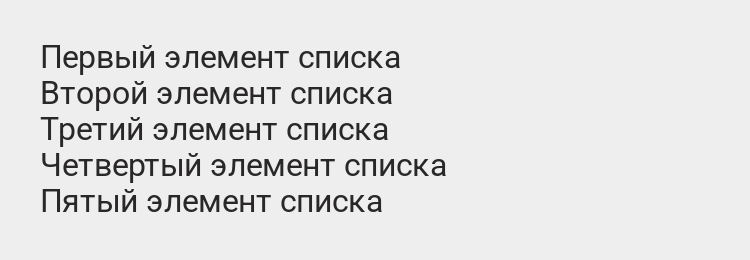 Первый элемент списка
Второй элемент списка
Третий элемент списка
Четвертый элемент списка
Пятый элемент списка